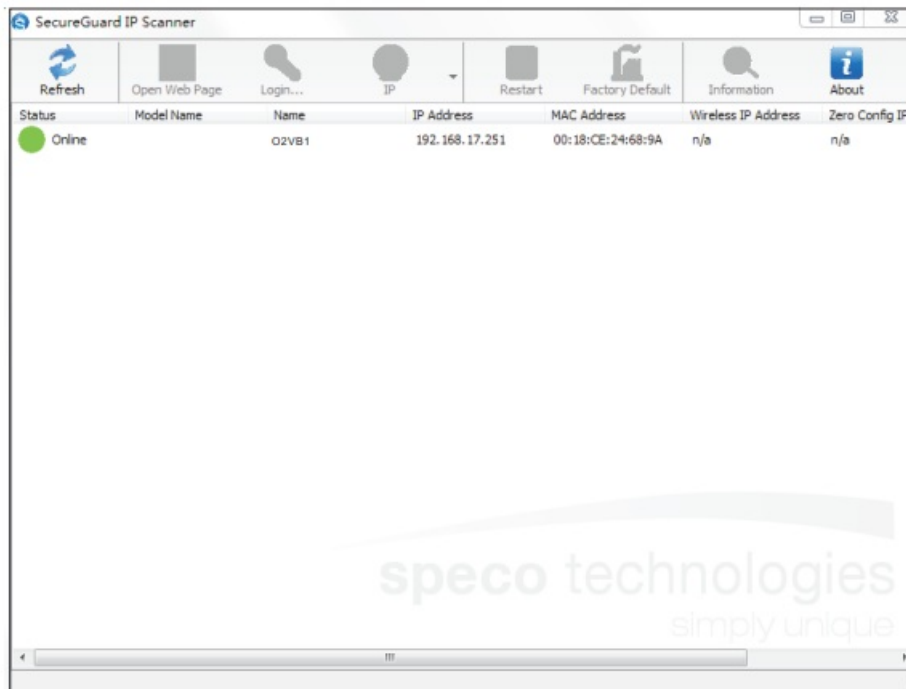 SecureGuard IP Scanner
Refresh Open Web Page Login... IP Restart Factory Default Information About
Status Model Name Name IP Address MAC Address Wireless IP Address Zero Config IP
Online O2VB1 192.168.17.251 00:18:CE:24:68:9A n/a n/a
speco technologies
simply unique